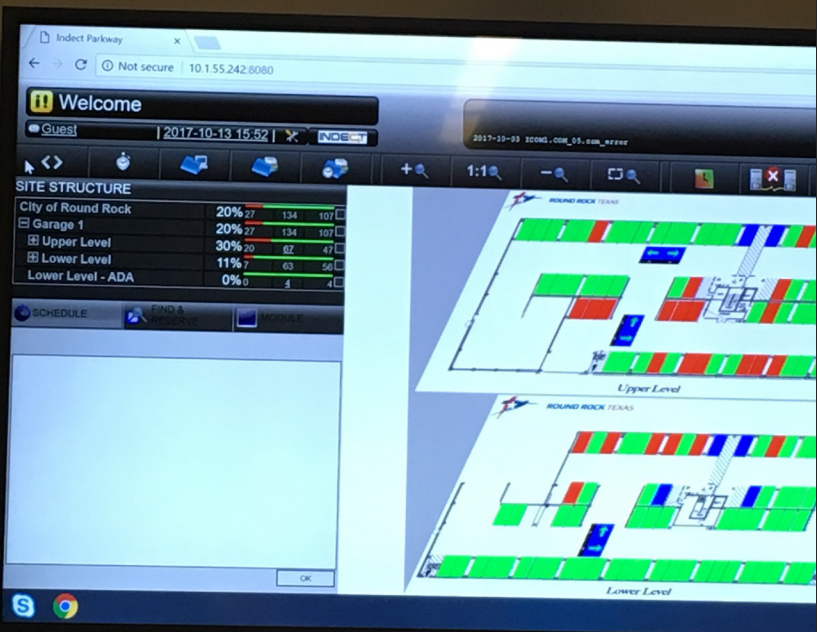 Indect Parkway
Not secure | 10.1.55.242:8080
Welcome
Guest | 2017-10-13 15:52 | INDECT
2017-10-03 ICOM1.COM_05.com_error
1:1
SITE STRUCTURE
City of Round Rock 20% 27 134 107
Garage 1 20% 27 134 107
Upper Level 30% 20 67 47
Lower Level 11% 7 63 56
Lower Level - ADA 0% 0 4 4
SCHEDULE FIND & RESERVE MODULE
OK
ROUND ROCK TEXAS
Upper Level
ROUND ROCK TEXAS
Lower Level